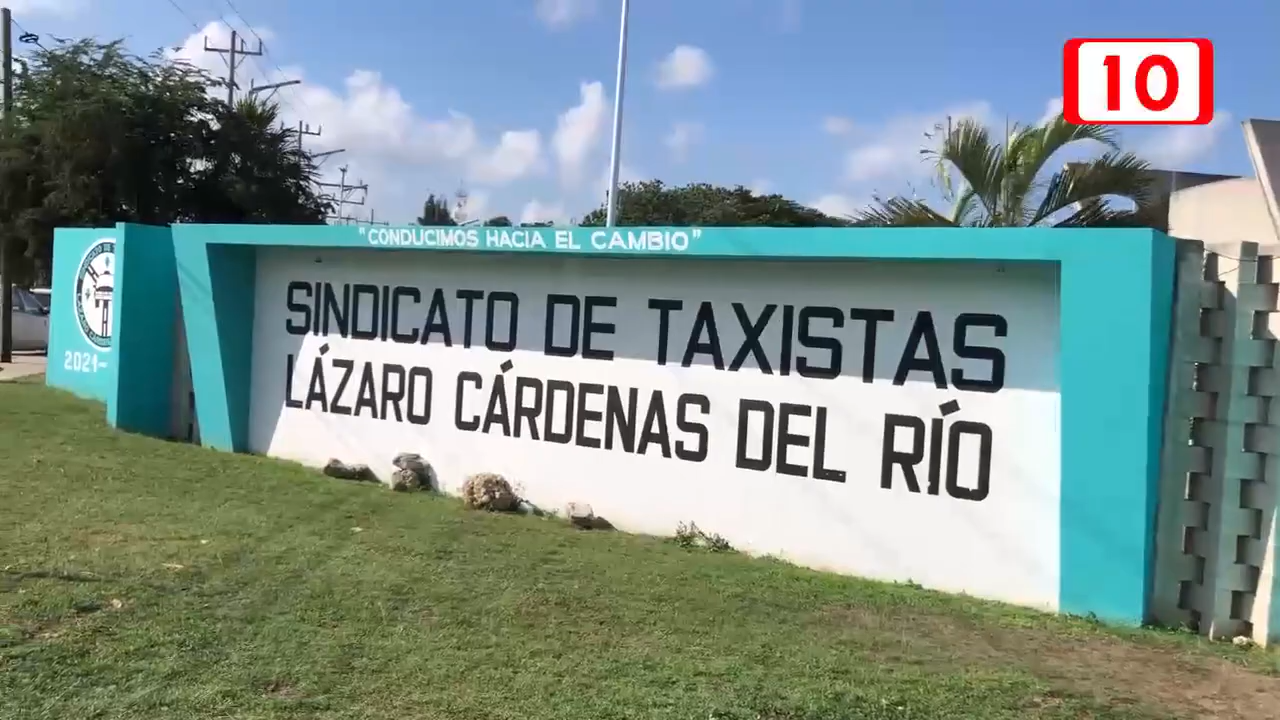 10
"CONDUCIMOS HACIA EL CAMBIO"
SINDICATO DE TAXISTAS
LÁZARO CÁRDENAS DEL RÍO
2021-